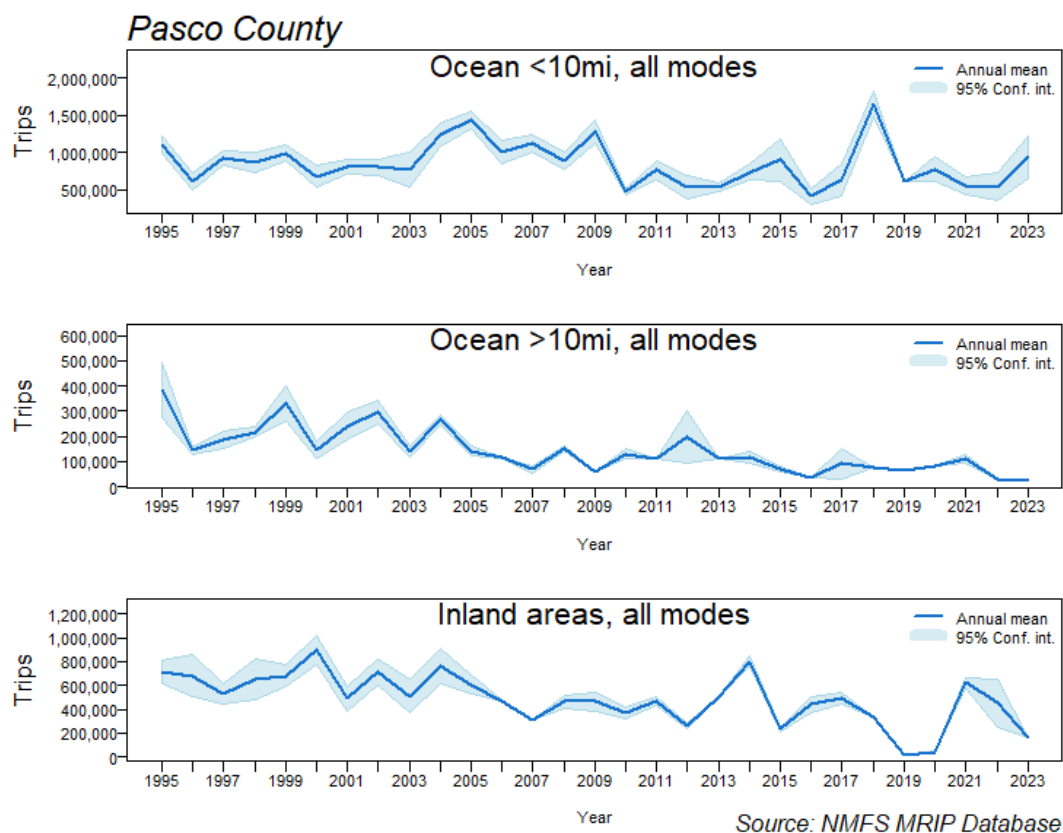 Pasco County
Ocean <10mi, all modes
Annual mean
95% Conf. int.
Trips
2,000,000
1,500,000
1,000,000
500,000
1995 1997 1999 2001 2003 2005 2007 2009 2011 2013 2015 2017 2019 2021 2023
Year
Ocean >10mi, all modes
Annual mean
95% Conf. int.
Trips
600,000
500,000
400,000
300,000
200,000
100,000
0
1995 1997 1999 2001 2003 2005 2007 2009 2011 2013 2015 2017 2019 2021 2023
Year
Inland areas, all modes
Annual mean
95% Conf. int.
Trips
1,200,000
1,000,000
800,000
600,000
400,000
200,000
0
1995 1997 1999 2001 2003 2005 2007 2009 2011 2013 2015 2017 2019 2021 2023
Year
Source: NMFS MRIP Database